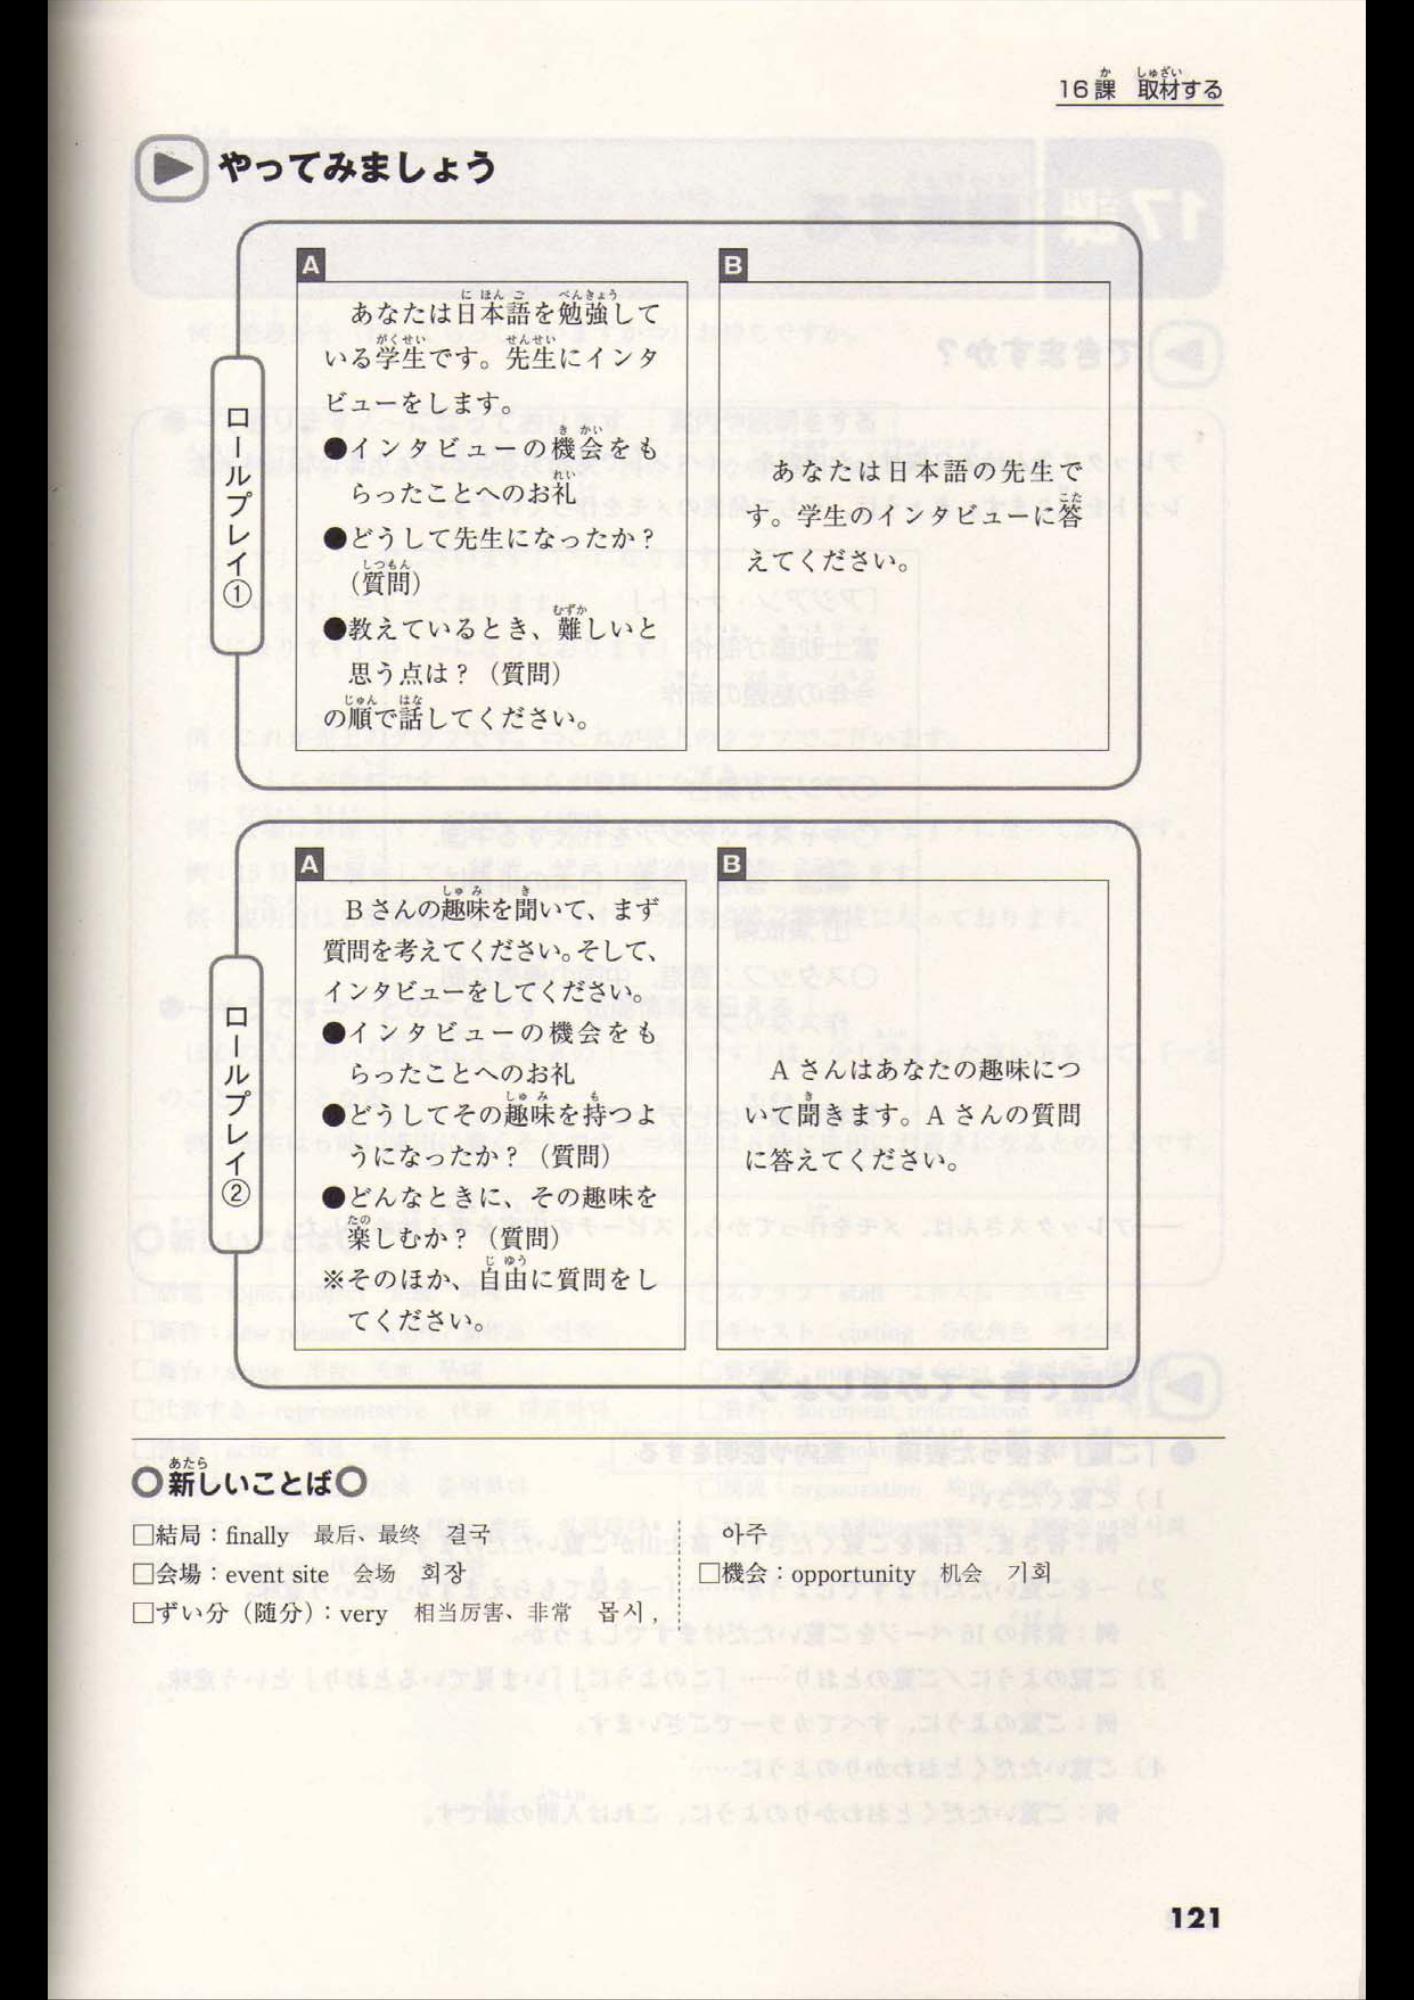 16課 取材する
やってみましょう
ロールプレイ①
A
あなたは日本語を勉強して
いる学生です。先生にインタ
ビューをします。
●インタビューの機会をも
らったことへのお礼
●どうして先生になったか？
（質問）
●教えているとき、難しいと
思う点は？（質問）
の順で話してください。
B
あなたは日本語の先生で
す。学生のインタビューに答
えてください。
ロールプレイ②
A
Bさんの趣味を聞いて、まず
質問を考えてください。そして、
インタビューをしてください。
●インタビューの機会をも
らったことへのお礼
●どうしてその趣味を持つよ
うになったか？（質問）
●どんなときに、その趣味を
楽しむか？（質問）
※そのほか、自由に質問をし
てください。
B
Aさんはあなたの趣味につ
いて聞きます。Aさんの質問
に答えてください。
○新しいことば○
□結局：finally 最后、最终 결국
□会場：event site 会场 회장
□ずい分（随分）：very 相当厉害、非常 몹시,
아주
□機会：opportunity 机会 기회
121